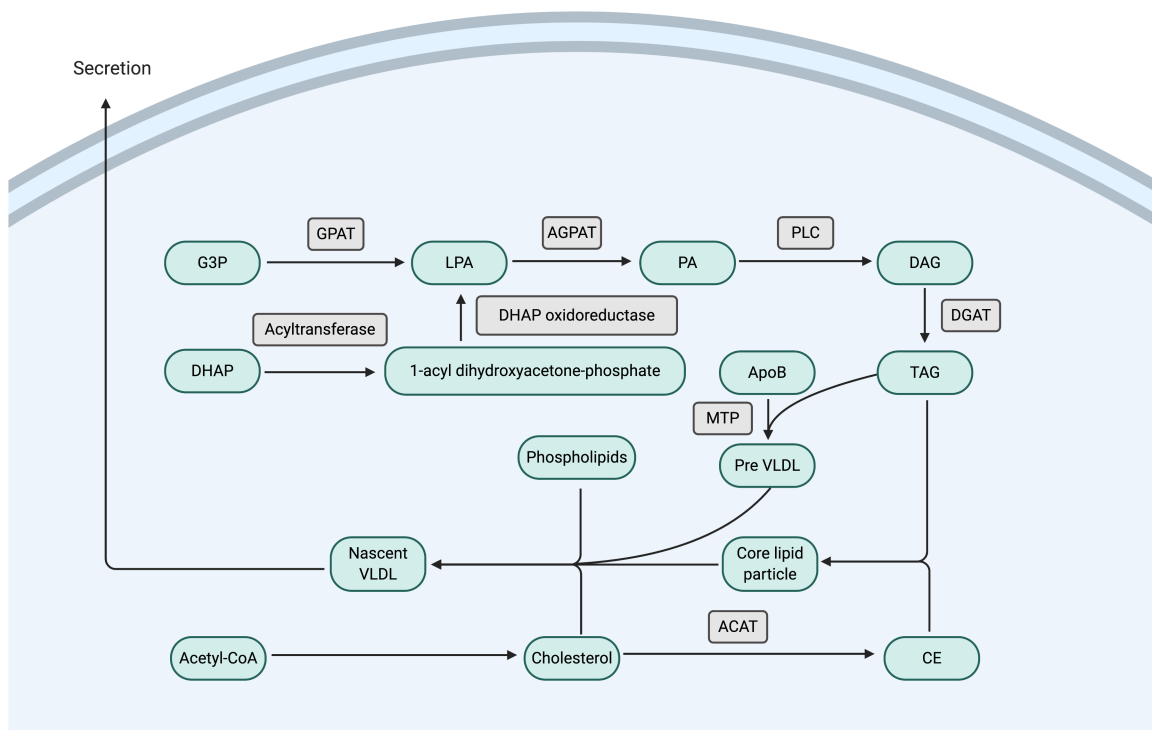 Secretion
GPAT
AGPAT
PLC
G3P
LPA
PA
DAG
Acyltransferase
DHAP oxidoreductase
DGAT
DHAP
1-acyl dihydroxyacetone-phosphate
ApoB
TAG
MTP
Phospholipids
Pre VLDL
Nascent
VLDL
Core lipid
particle
ACAT
Acetyl-CoA
Cholesterol
CE